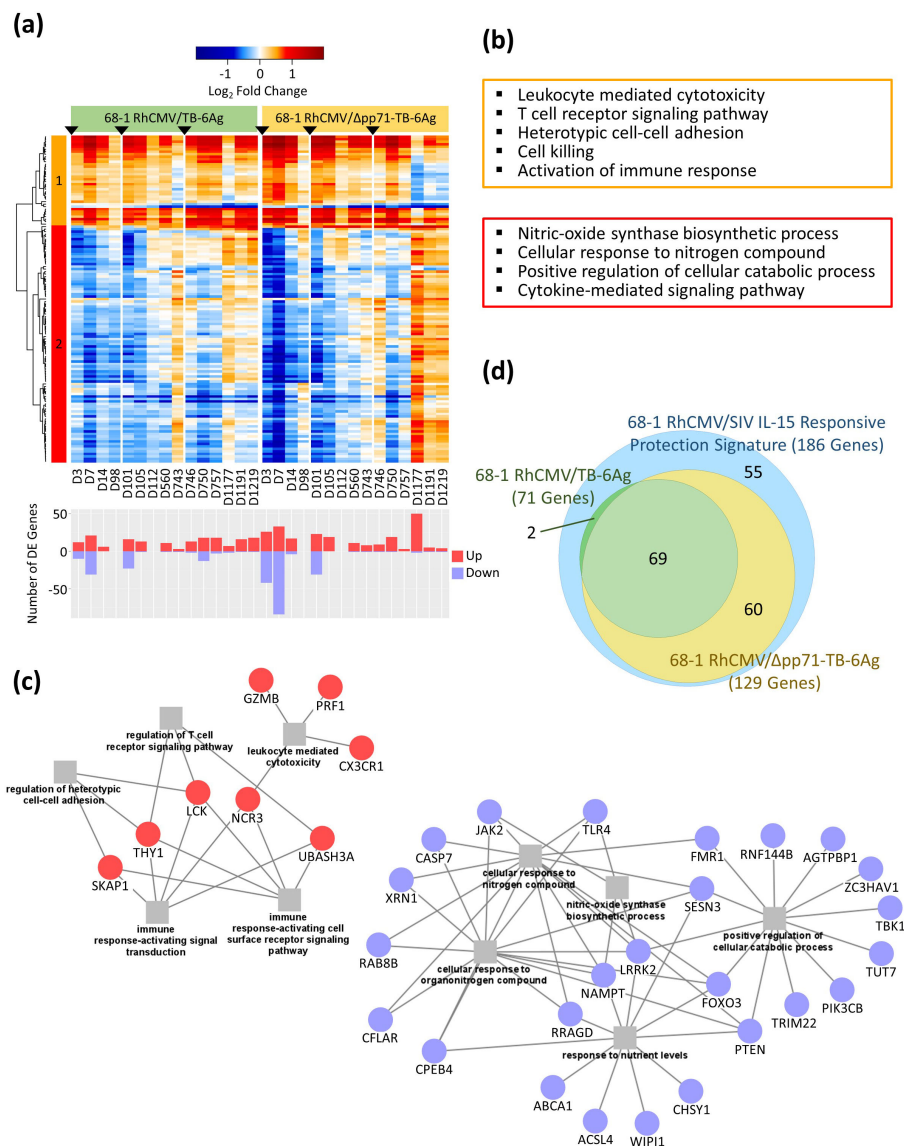 (a)
-1 0 1
Log2 Fold Change
68-1 RhCMV/TB-6Ag
68-1 RhCMV/Δpp71-TB-6Ag
1
2
D3
D7
D14
D98
D101
D105
D112
D560
D743
D746
D750
D757
D1177
D1191
D1219
D3
D7
D14
D98
D101
D105
D112
D560
D743
D746
D750
D757
D1177
D1191
D1219
Number of DE Genes
50
0
-50
Up
Down
(b)
▪ Leukocyte mediated cytotoxicity
▪ T cell receptor signaling pathway
▪ Heterotypic cell-cell adhesion
▪ Cell killing
▪ Activation of immune response
▪ Nitric-oxide synthase biosynthetic process
▪ Cellular response to nitrogen compound
▪ Positive regulation of cellular catabolic process
▪ Cytokine-mediated signaling pathway
(d)
68-1 RhCMV/SIV IL-15 Responsive
Protection Signature (186 Genes)
55
68-1 RhCMV/TB-6Ag
(71 Genes)
2
69
60
68-1 RhCMV/Δpp71-TB-6Ag
(129 Genes)
(c)
GZMB
PRF1
regulation of T cell
receptor signaling pathway
leukocyte mediated
cytotoxicity
CX3CR1
regulation of heterotypic
cell-cell adhesion
LCK
NCR3
THY1
UBASH3A
SKAP1
immune
response-activating signal
transduction
immune
response-activating cell
surface receptor signaling
pathway
JAK2
TLR4
CASP7
FMR1
RNF144B
AGTPBP1
cellular response to
nitrogen compound
ZC3HAV1
XRN1
nitric-oxide synthase
biosynthetic process
SESN3
TBK1
positive regulation of
cellular catabolic process
RAB8B
cellular response to
organonitrogen compound
LRRK2
TUT7
NAMPT
FOXO3
PIK3CB
CFLAR
RRAGD
TRIM22
PTEN
CPEB4
response to nutrient levels
ABCA1
CHSY1
ACSL4
WIPI1